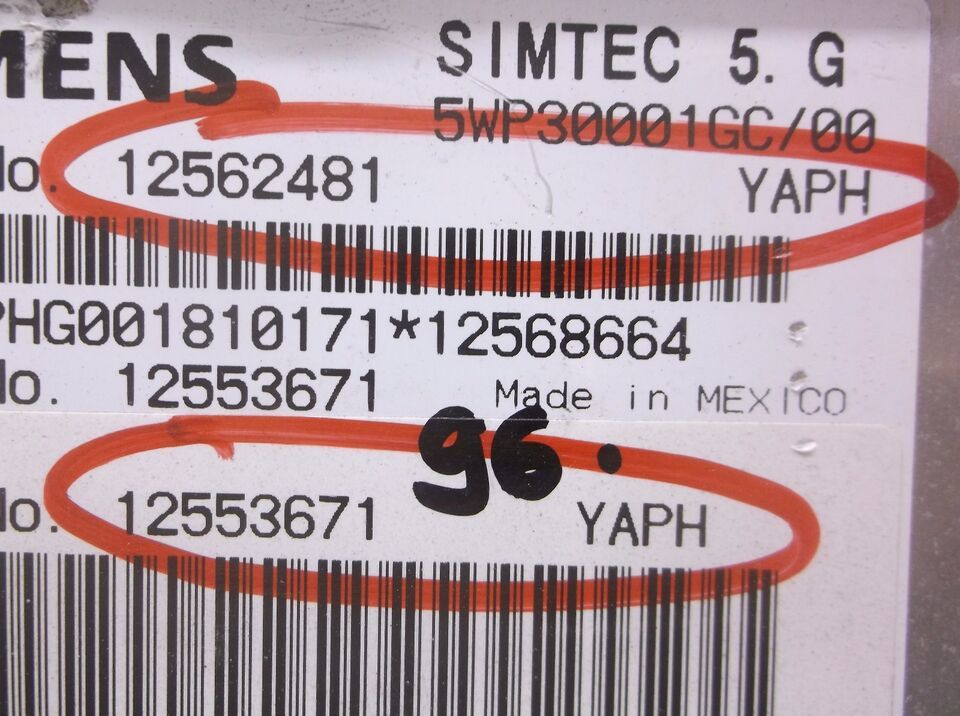 MENS SIMTEC 5. G
5WP30001GC/00
No. 12562481 YAPH
PHG001810171*12568664
No. 12553671 Made in MEXICO
96.
No. 12553671 YAPH